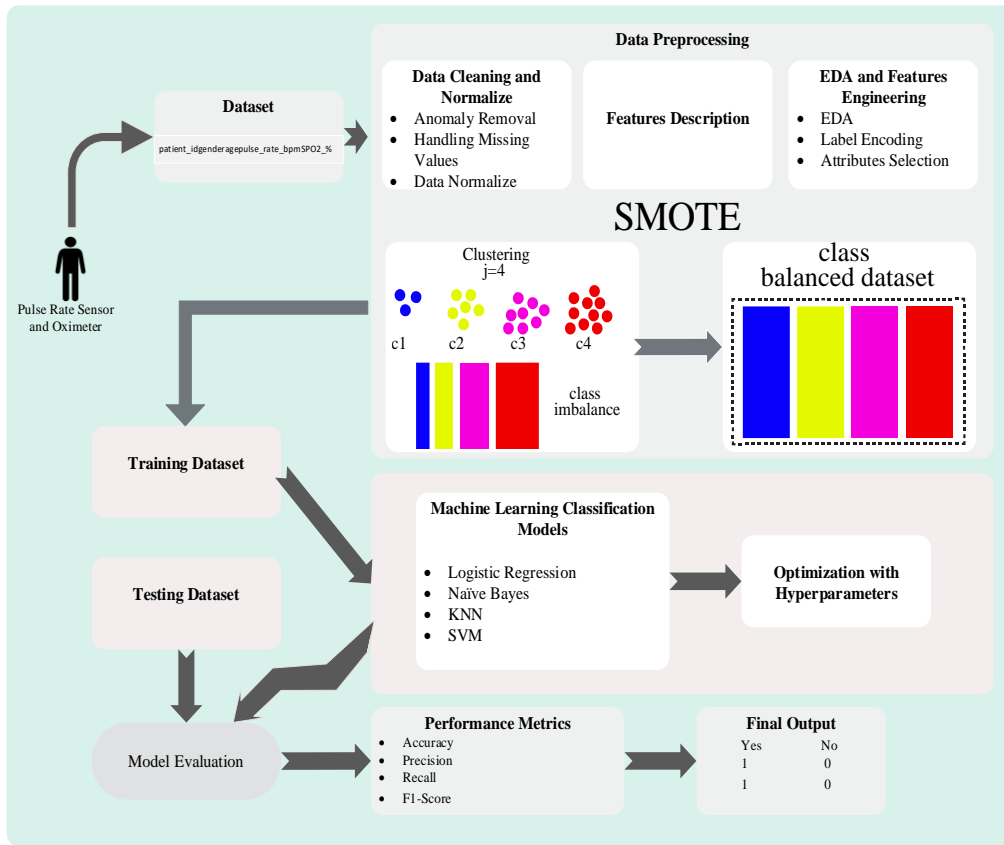 Data Preprocessing
Dataset
patient_idgenderagepulse_rate_bpmSPO2_%
Pulse Rate Sensor
and Oximeter
Data Cleaning and
Normalize
• Anomaly Removal
• Handling Missing
Values
• Data Normalize
Features Description
EDA and Features
Engineering
• EDA
• Label Encoding
• Attributes Selection
SMOTE
Clustering
j=4
c1 c2 c3 c4
class
imbalance
class
balanced dataset
Training Dataset
Testing Dataset
Machine Learning Classification
Models
• Logistic Regression
• Naïve Bayes
• KNN
• SVM
Optimization with
Hyperparameters
Model Evaluation
Performance Metrics
• Accuracy
• Precision
• Recall
• F1-Score
Final Output
Yes No
1 0
1 0